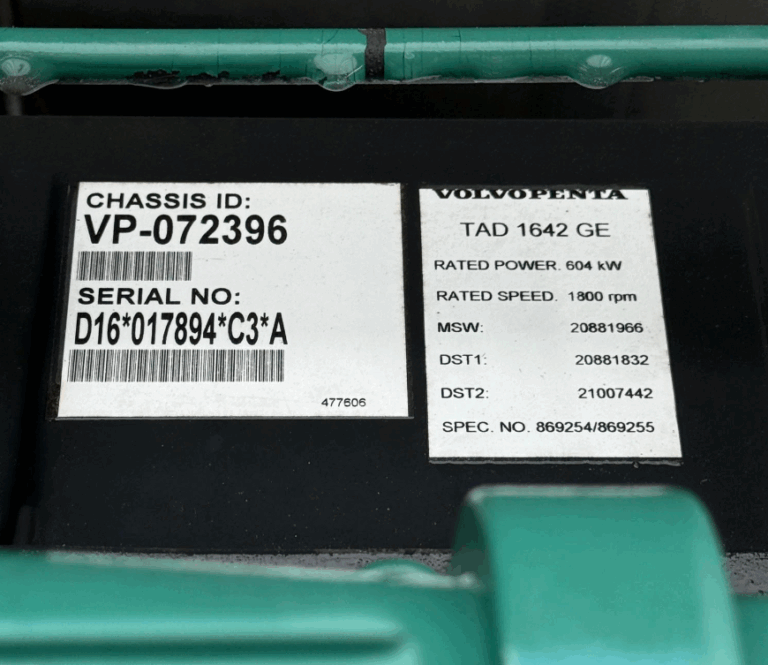 CHASSIS ID:
VP-072396
SERIAL NO:
D16*017894*C3*A
477606
VOLVO PENTA
TAD 1642 GE
RATED POWER. 604 kW
RATED SPEED. 1800 rpm
MSW: 20881966
DST1: 20881832
DST2: 21007442
SPEC. NO. 869254/869255